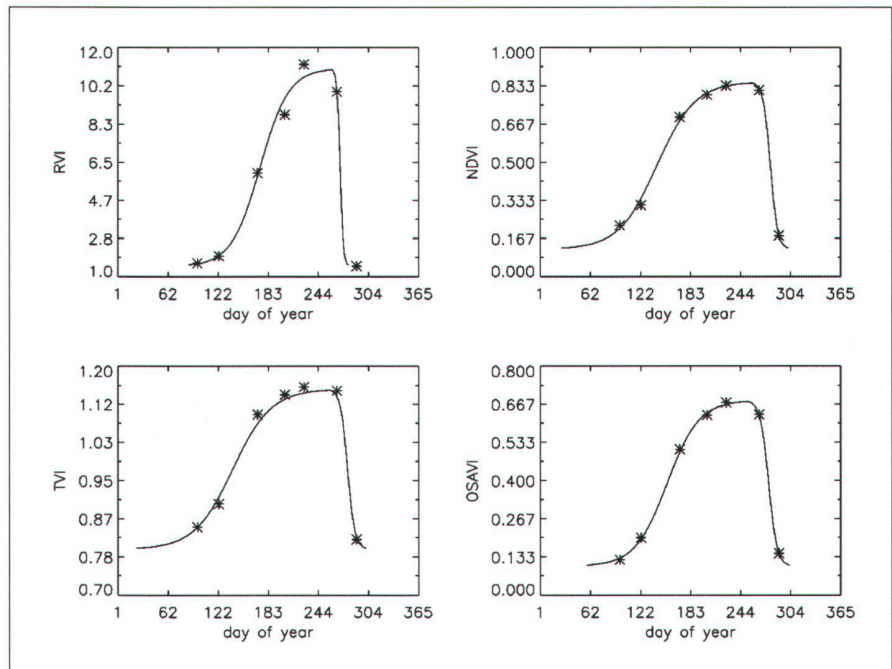 12.0
10.2
8.3
6.5
4.7
2.8
1.0
RVI
1 62 122 183 244 304 365
day of year
1.000
0.833
0.667
0.500
0.333
0.167
0.000
NDVI
1 62 122 183 244 304 365
day of year
1.20
1.12
1.03
0.95
0.87
0.78
0.70
TVI
1 62 122 183 244 304 365
day of year
0.800
0.667
0.533
0.400
0.267
0.133
0.000
OSAVI
1 62 122 183 244 304 365
day of year